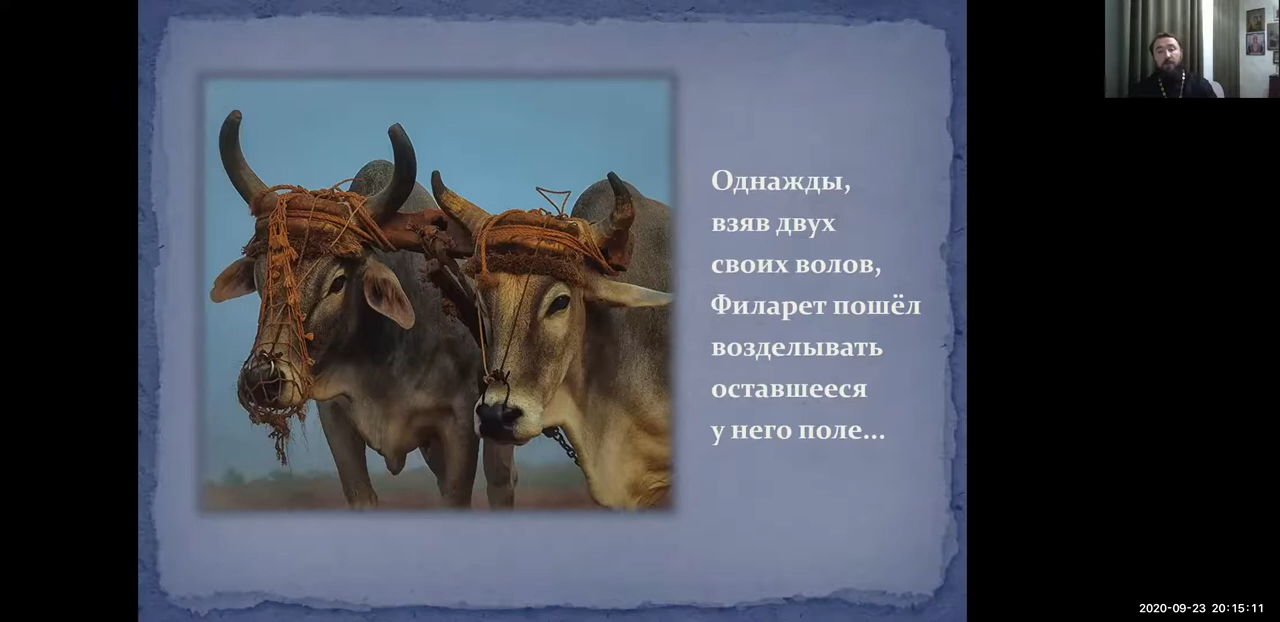 Однажды,
взяв двух
своих волов,
Филарет пошёл
возделывать
оставшееся
у него поле...
2020-09-23 20:15:11